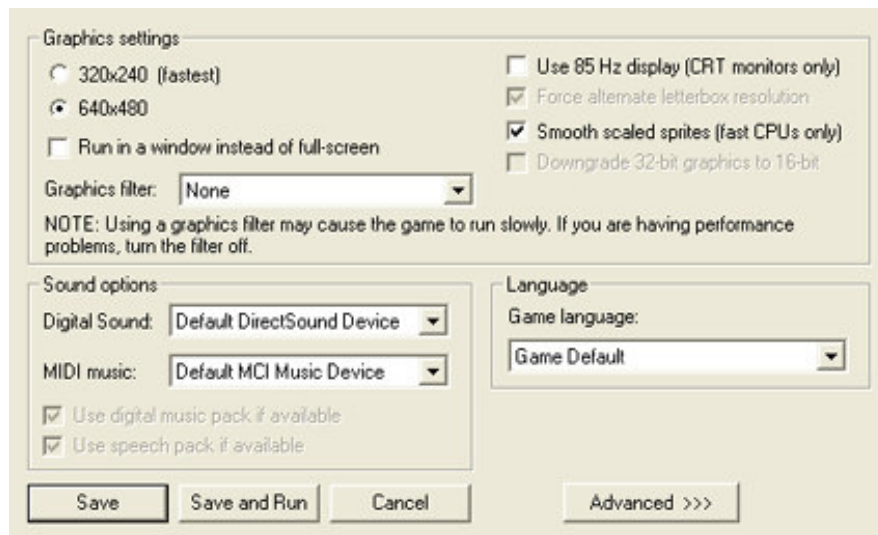 Graphics settings
320x240 (fastest)
640x480
Run in a window instead of full-screen
Use 85 Hz display (CRT monitors only)
Force alternate letterbox resolution
Smooth scaled sprites (fast CPUs only)
Downgrade 32-bit graphics to 16-bit
Graphics filter: None
NOTE: Using a graphics filter may cause the game to run slowly. If you are having performance
problems, turn the filter off.
Sound options
Digital Sound: Default DirectSound Device
MIDI music: Default MCI Music Device
Use digital music pack if available
Use speech pack if available
Language
Game language:
Game Default
Save Save and Run Cancel Advanced >>>